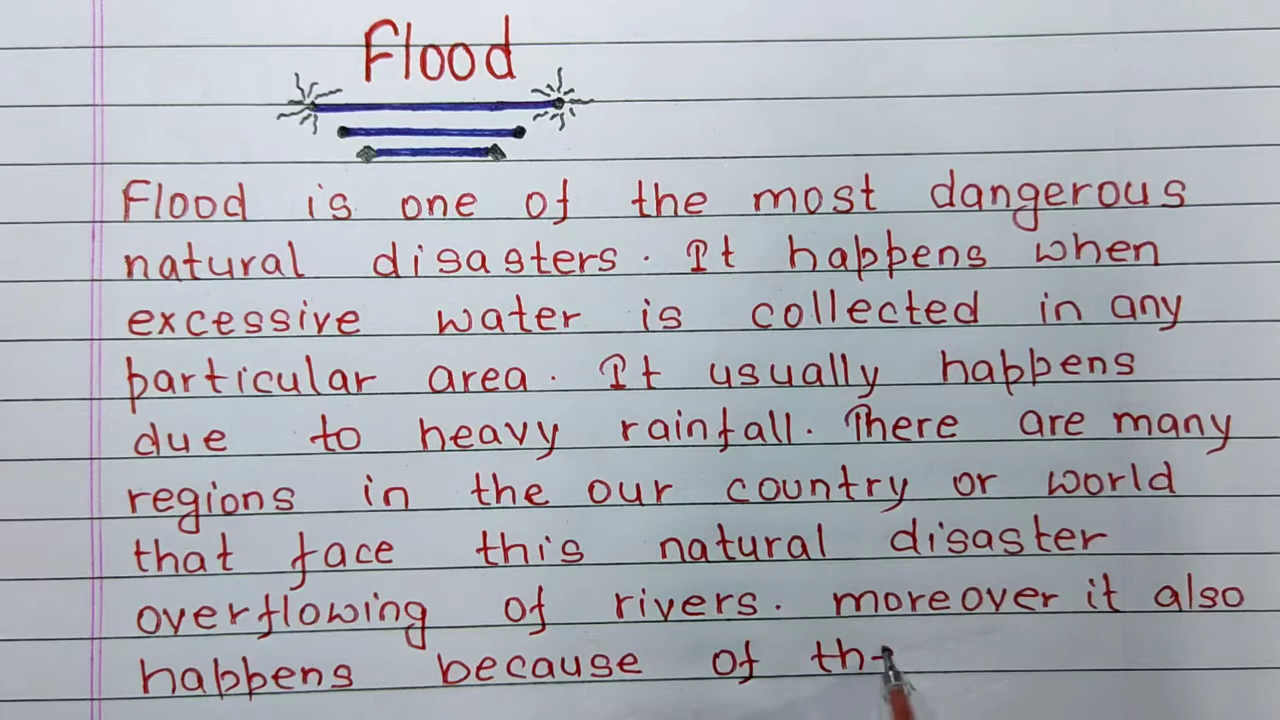 Flood
Flood is one of the most dangerous
natural disasters. It happens when
excessive water is collected in any
particular area. It usually happens
due to heavy rainfall. There are many
regions in the our country or world
that face this natural disaster
overflowing of rivers. moreover it also
happens because of th